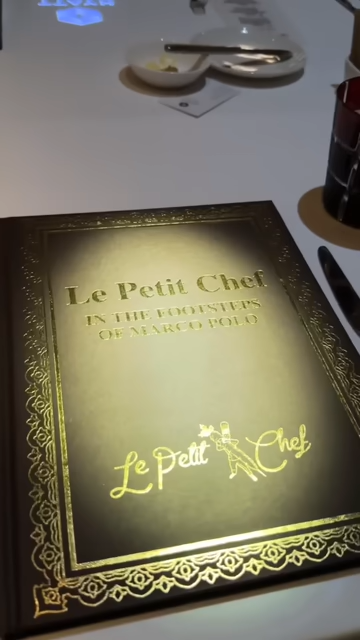 Le Petit Chef
IN THE FOOTSTEPS
OF MARCO POLO
Le Petit Chef